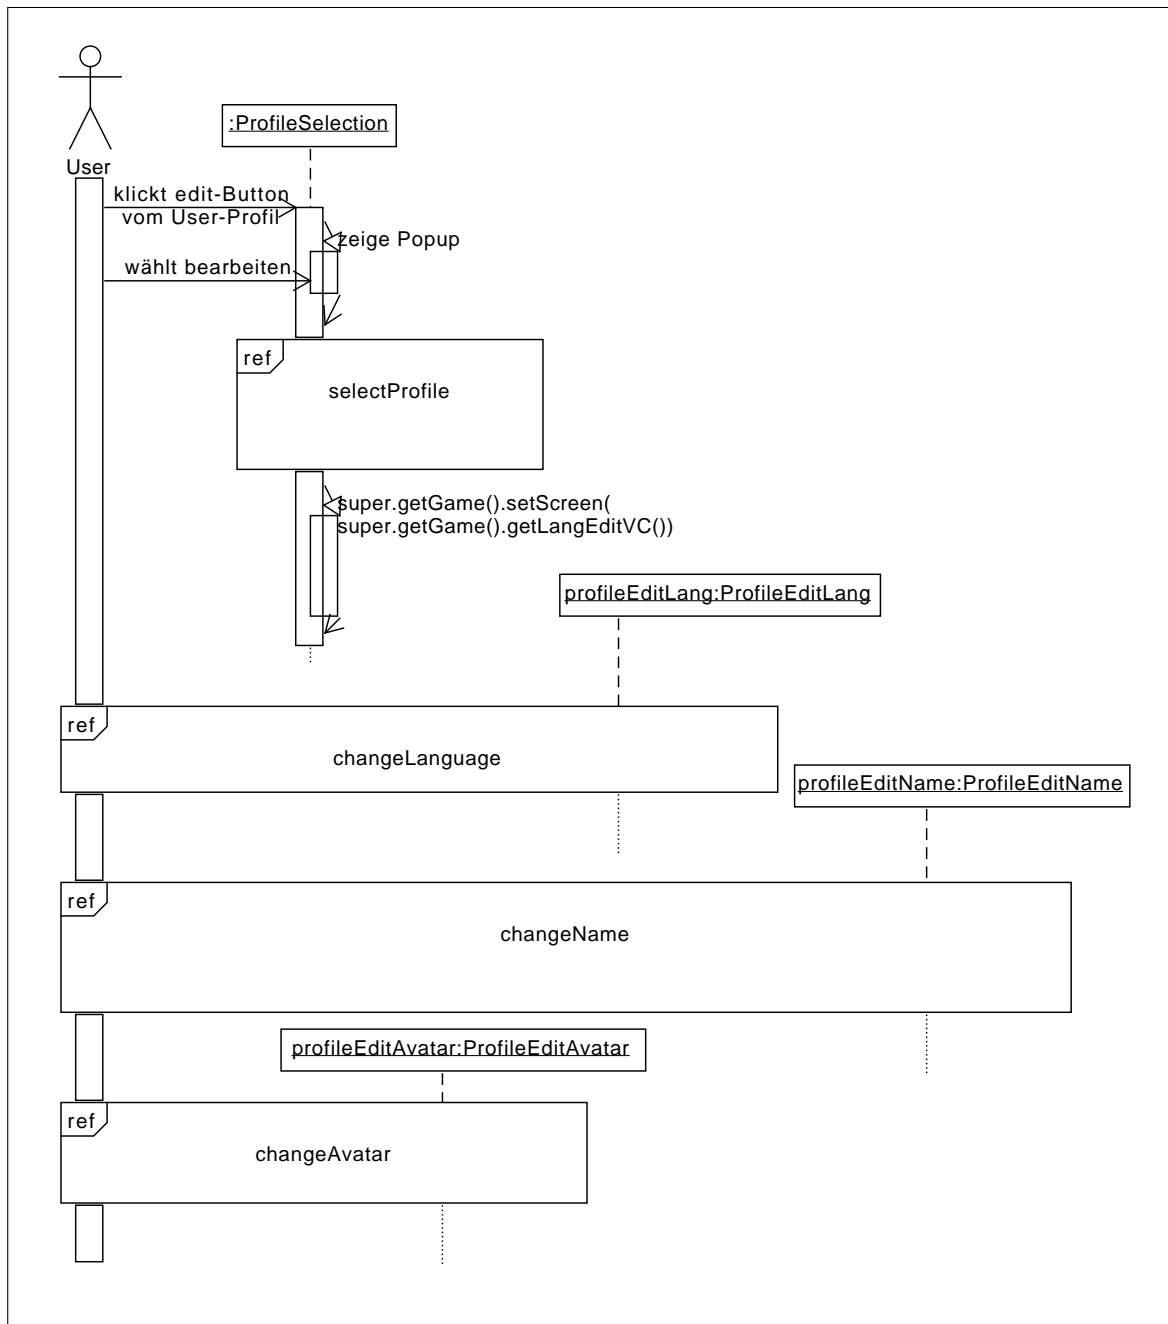 :ProfileSelection
User
klickt edit-Button
vom User-Profil
zeige Popup
wählt bearbeiten
ref
selectProfile
super.getGame().setScreen(
super.getGame().getLangEditVC())
profileEditLang:ProfileEditLang
ref
changeLanguage
profileEditName:ProfileEditName
ref
changeName
profileEditAvatar:ProfileEditAvatar
ref
changeAvatar